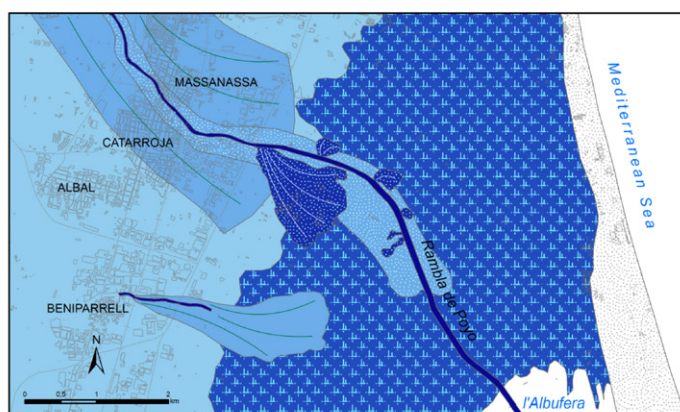 MASSANASSA
CATARROJA
ALBAL
BENIPARRELL
Mediterranean Sea
Rambla de Poyo
l'Albufera
N
0 0,5 1 2
km